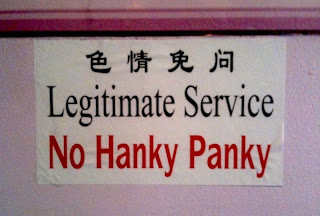 色情免问
Legitimate Service
No Hanky Panky